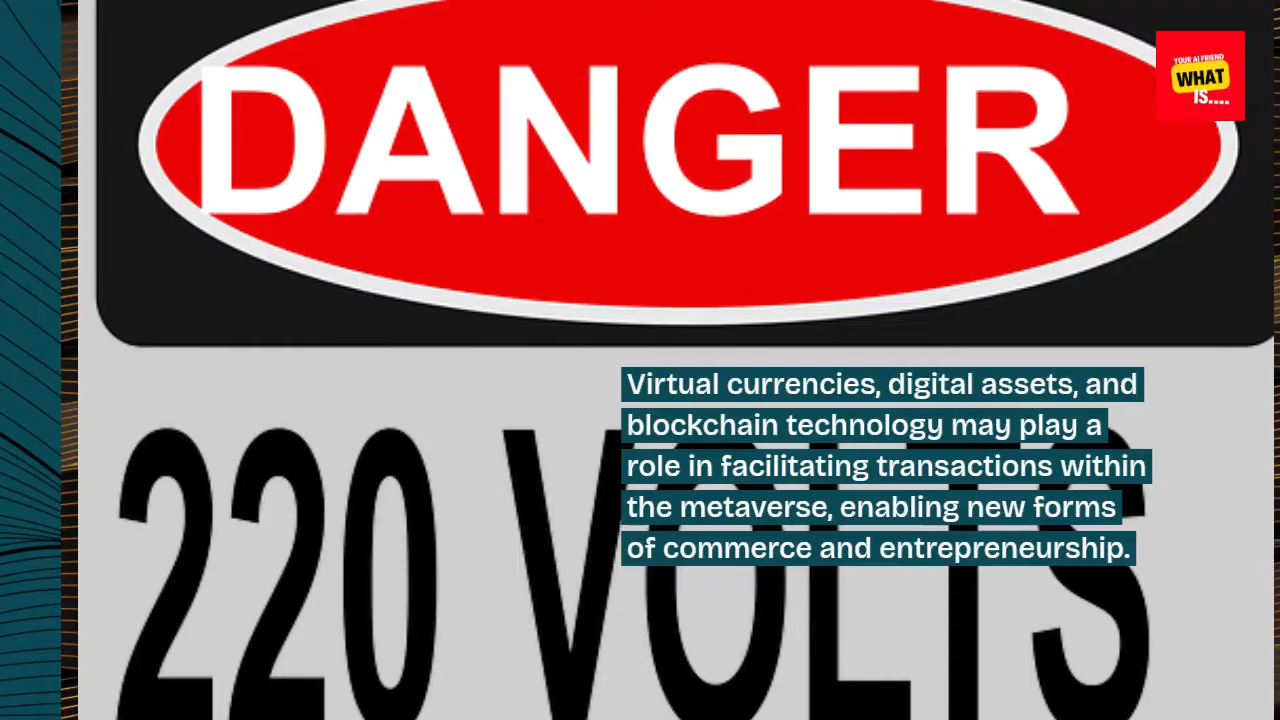 DANGER
YOUR AI FRIEND
WHAT
IS....
Virtual currencies, digital assets, and
blockchain technology may play a
role in facilitating transactions within
the metaverse, enabling new forms
of commerce and entrepreneurship.
220 VOLTS